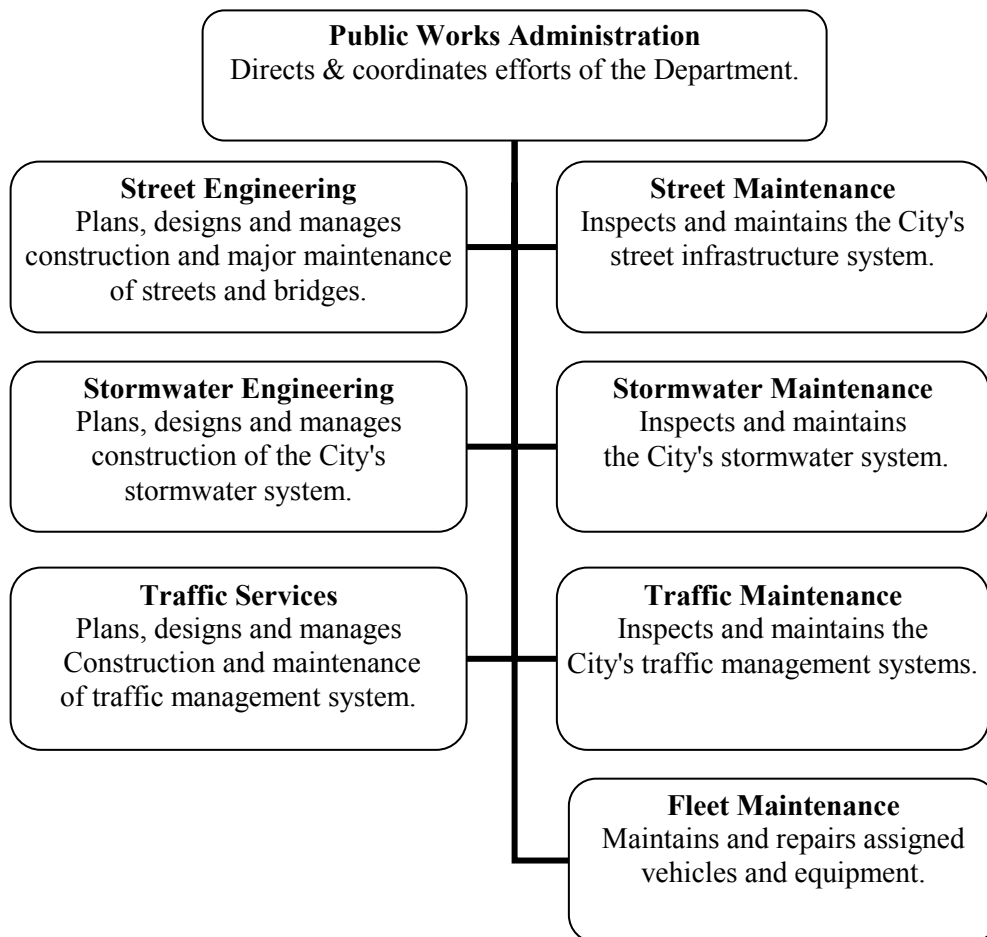 Public Works Administration
Directs & coordinates efforts of the Department.
Street Engineering
Plans, designs and manages
construction and major maintenance
of streets and bridges.
Street Maintenance
Inspects and maintains the City's
street infrastructure system.
Stormwater Engineering
Plans, designs and manages
construction of the City's
stormwater system.
Stormwater Maintenance
Inspects and maintains
the City's stormwater system.
Traffic Services
Plans, designs and manages
Construction and maintenance
of traffic management system.
Traffic Maintenance
Inspects and maintains the
City's traffic management systems.
Fleet Maintenance
Maintains and repairs assigned
vehicles and equipment.